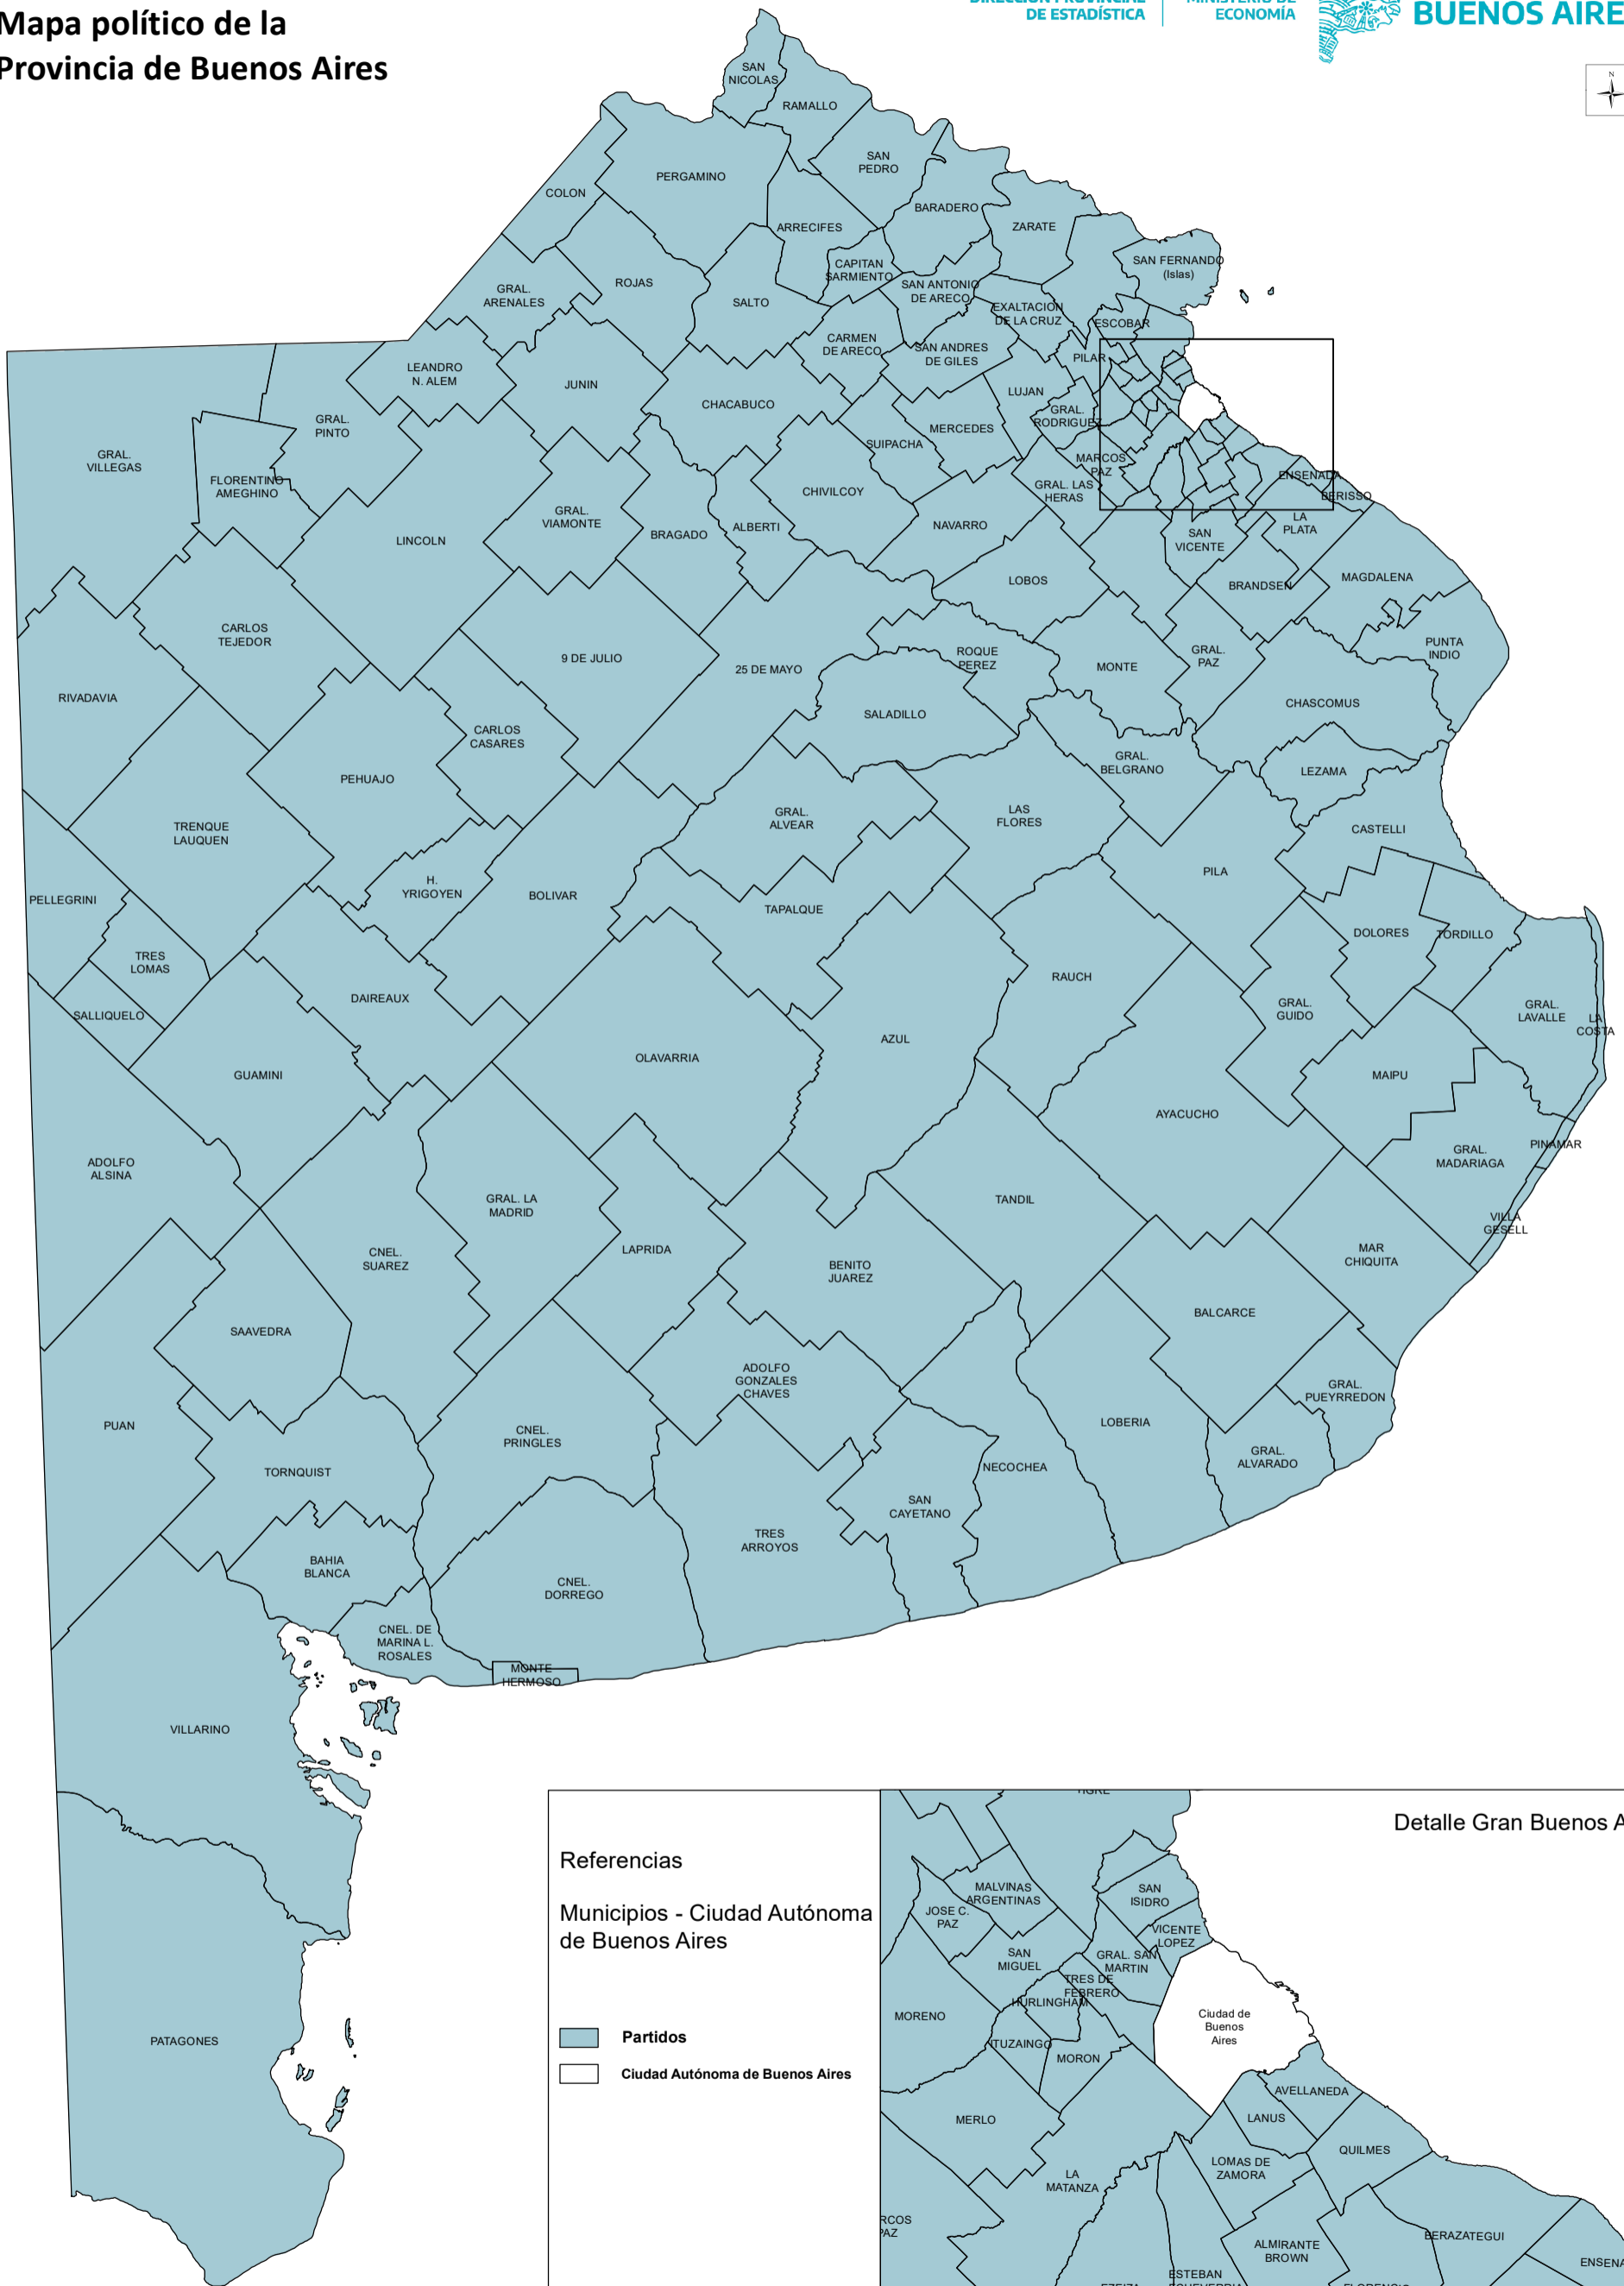 Mapa político de la
Provincia de Buenos Aires
DE ESTADÍSTICA
ECONOMÍA
N
SAN
NICOLAS
RAMALLO
SAN
PEDRO
PERGAMINO
COLON
BARADERO
ARRECIFES
ZARATE
CAPITAN
SARMIENTO
SAN FERNANDO
(Islas)
ROJAS
SALTO
GRAL.
ARENALES
SAN ANTONIO
DE ARECO
EXALTACION
DE LA CRUZ
ESCOBAR
CARMEN
DE ARECO
SAN ANDRES
DE GILES
PILAR
LEANDRO
N. ALEM
JUNIN
CHACABUCO
LUJAN
GRAL.
RODRIGUEZ
GRAL.
PINTO
MERCEDES
SUIPACHA
GRAL.
VILLEGAS
MARCOS
PAZ
FLORENTINO
AMEGHINO
CHIVILCOY
GRAL. LAS
HERAS
ENSENADA
BERISSO
GRAL.
VIAMONTE
ALBERTI
NAVARRO
LA
PLATA
LINCOLN
BRAGADO
SAN
VICENTE
LOBOS
BRANDSEN
MAGDALENA
CARLOS
TEJEDOR
9 DE JULIO
25 DE MAYO
ROQUE
PEREZ
MONTE
GRAL.
PAZ
PUNTA
INDIO
RIVADAVIA
SALADILLO
CHASCOMUS
CARLOS
CASARES
PEHUAJO
GRAL.
BELGRANO
LEZAMA
TRENQUE
LAUQUEN
GRAL.
ALVEAR
LAS
FLORES
CASTELLI
PILA
PELLEGRINI
H.
YRIGOYEN
BOLIVAR
TAPALQUE
DOLORES
TORDILLO
TRES
LOMAS
DAIREAUX
RAUCH
SALLIQUELO
GRAL.
GUIDO
GRAL.
LAVALLE
LA
COSTA
AZUL
OLAVARRIA
GUAMINI
MAIPU
AYACUCHO
ADOLFO
ALSINA
GRAL.
MADARIAGA
PINAMAR
GRAL. LA
MADRID
TANDIL
VILLA
GESELL
CNEL.
SUAREZ
LAPRIDA
BENITO
JUAREZ
MAR
CHIQUITA
BALCARCE
SAAVEDRA
ADOLFO
GONZALES
CHAVES
GRAL.
PUEYRREDON
PUAN
CNEL.
PRINGLES
LOBERIA
GRAL.
ALVARADO
TORNQUIST
NECOCHEA
SAN
CAYETANO
TRES
ARROYOS
BAHIA
BLANCA
CNEL.
DORREGO
CNEL. DE
MARINA L.
ROSALES
MONTE
HERMOSO
VILLARINO
PATAGONES
Referencias
Municipios - Ciudad Autónoma
de Buenos Aires
Partidos
Ciudad Autónoma de Buenos Aires
Detalle Gran Buenos A
MALVINAS
ARGENTINAS
SAN
ISIDRO
JOSE C.
PAZ
VICENTE
LOPEZ
SAN
MIGUEL
GRAL. SAN
MARTIN
TRES DE
FEBRERO
HURLINGHAM
MORENO
Ciudad de
Buenos
Aires
ITUZAINGO
MORON
AVELLANEDA
MERLO
LANUS
QUILMES
LOMAS DE
ZAMORA
LA
MATANZA
RCOS
PAZ
BERAZATEGUI
ALMIRANTE
BROWN
ENSENA
ESTEBAN